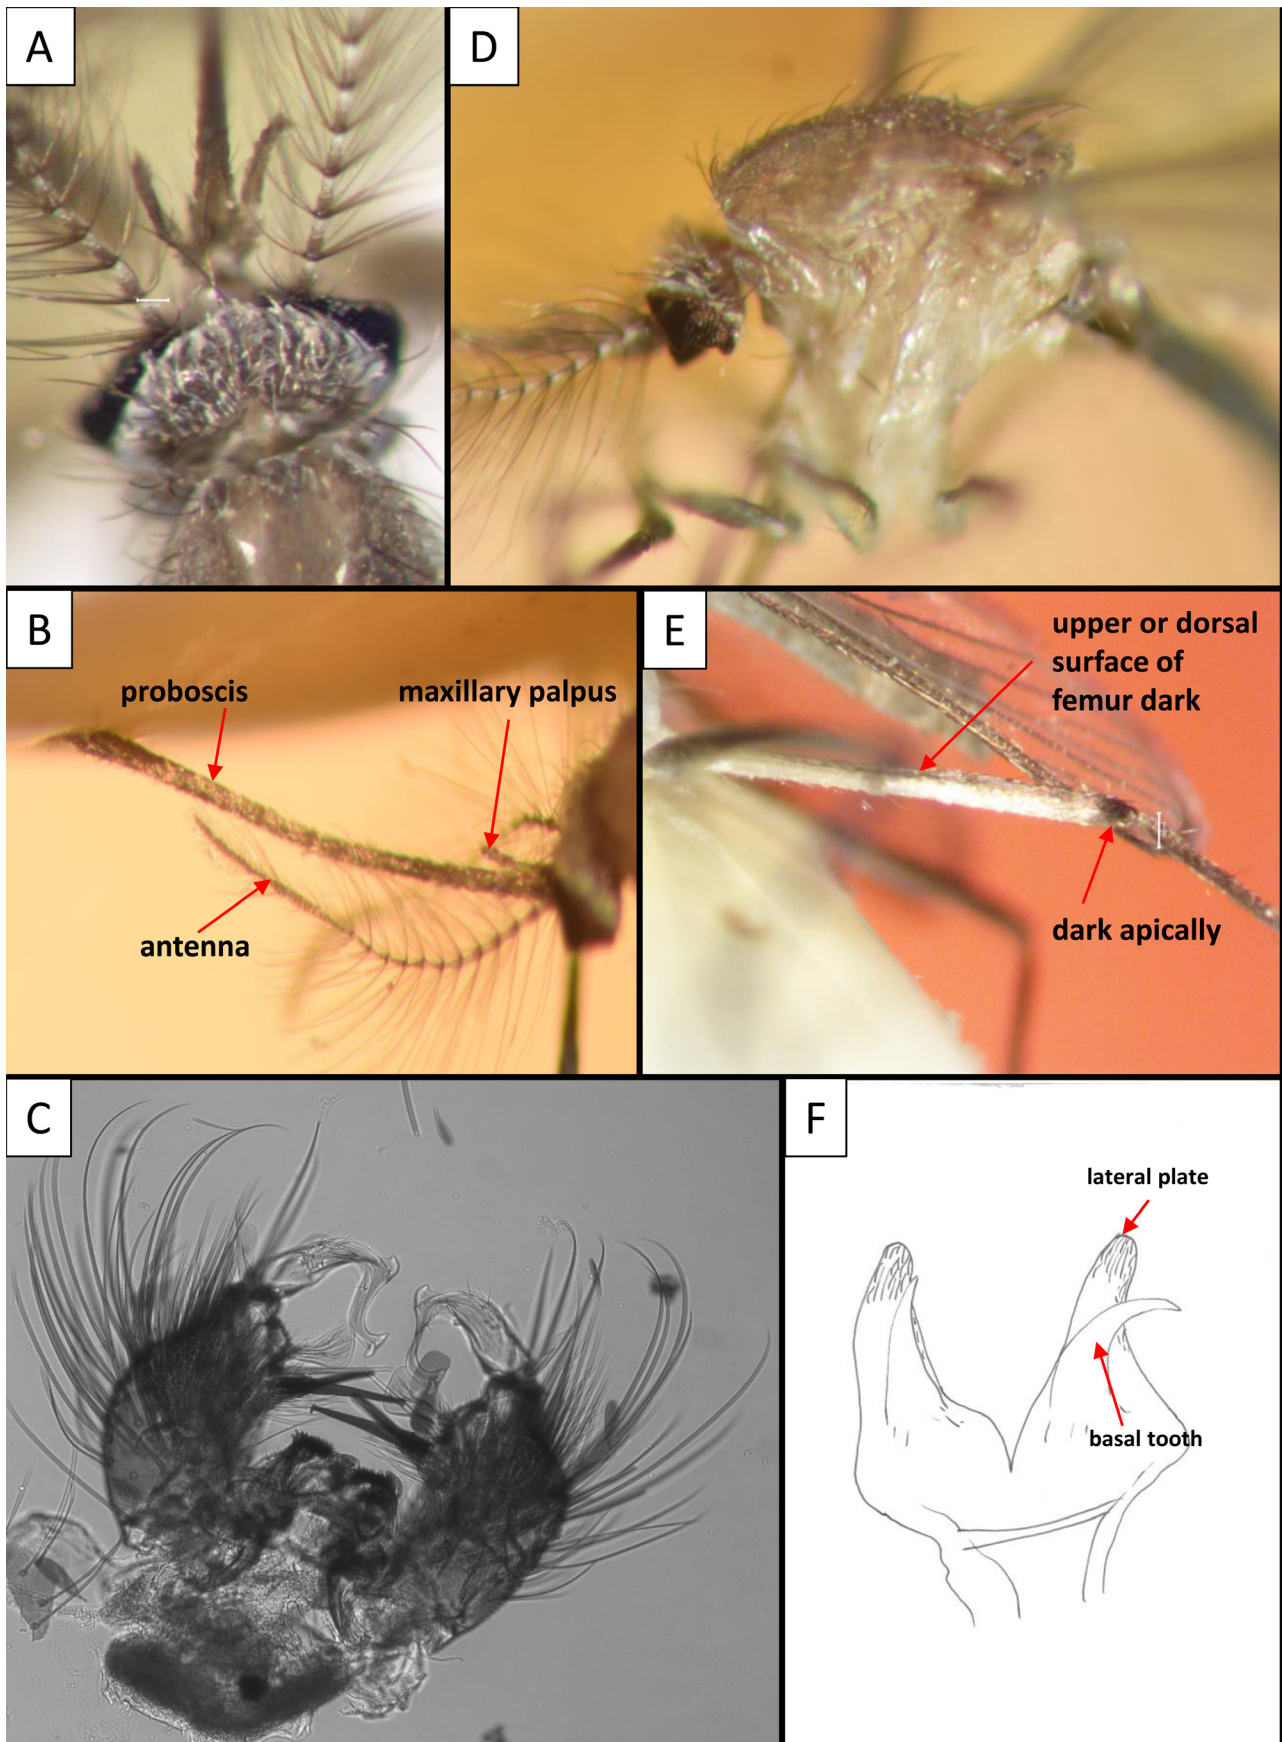 A
D
B
proboscis
maxillary palpus
antenna
E
upper or dorsal
surface of
femur dark
dark apically
C
F
lateral plate
basal tooth